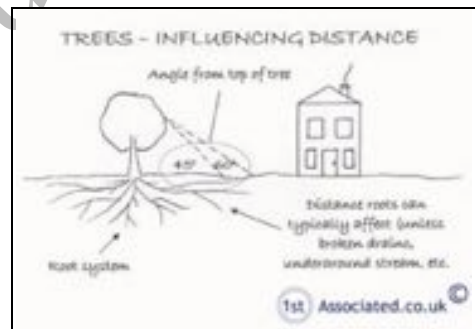 TREES - INFLUENCING DISTANCE
Angle from top of tree
45°
Distance roots can
typically affect (unless
broken drains,
underground stream, etc.
Root system
1st Associated.co.uk ©